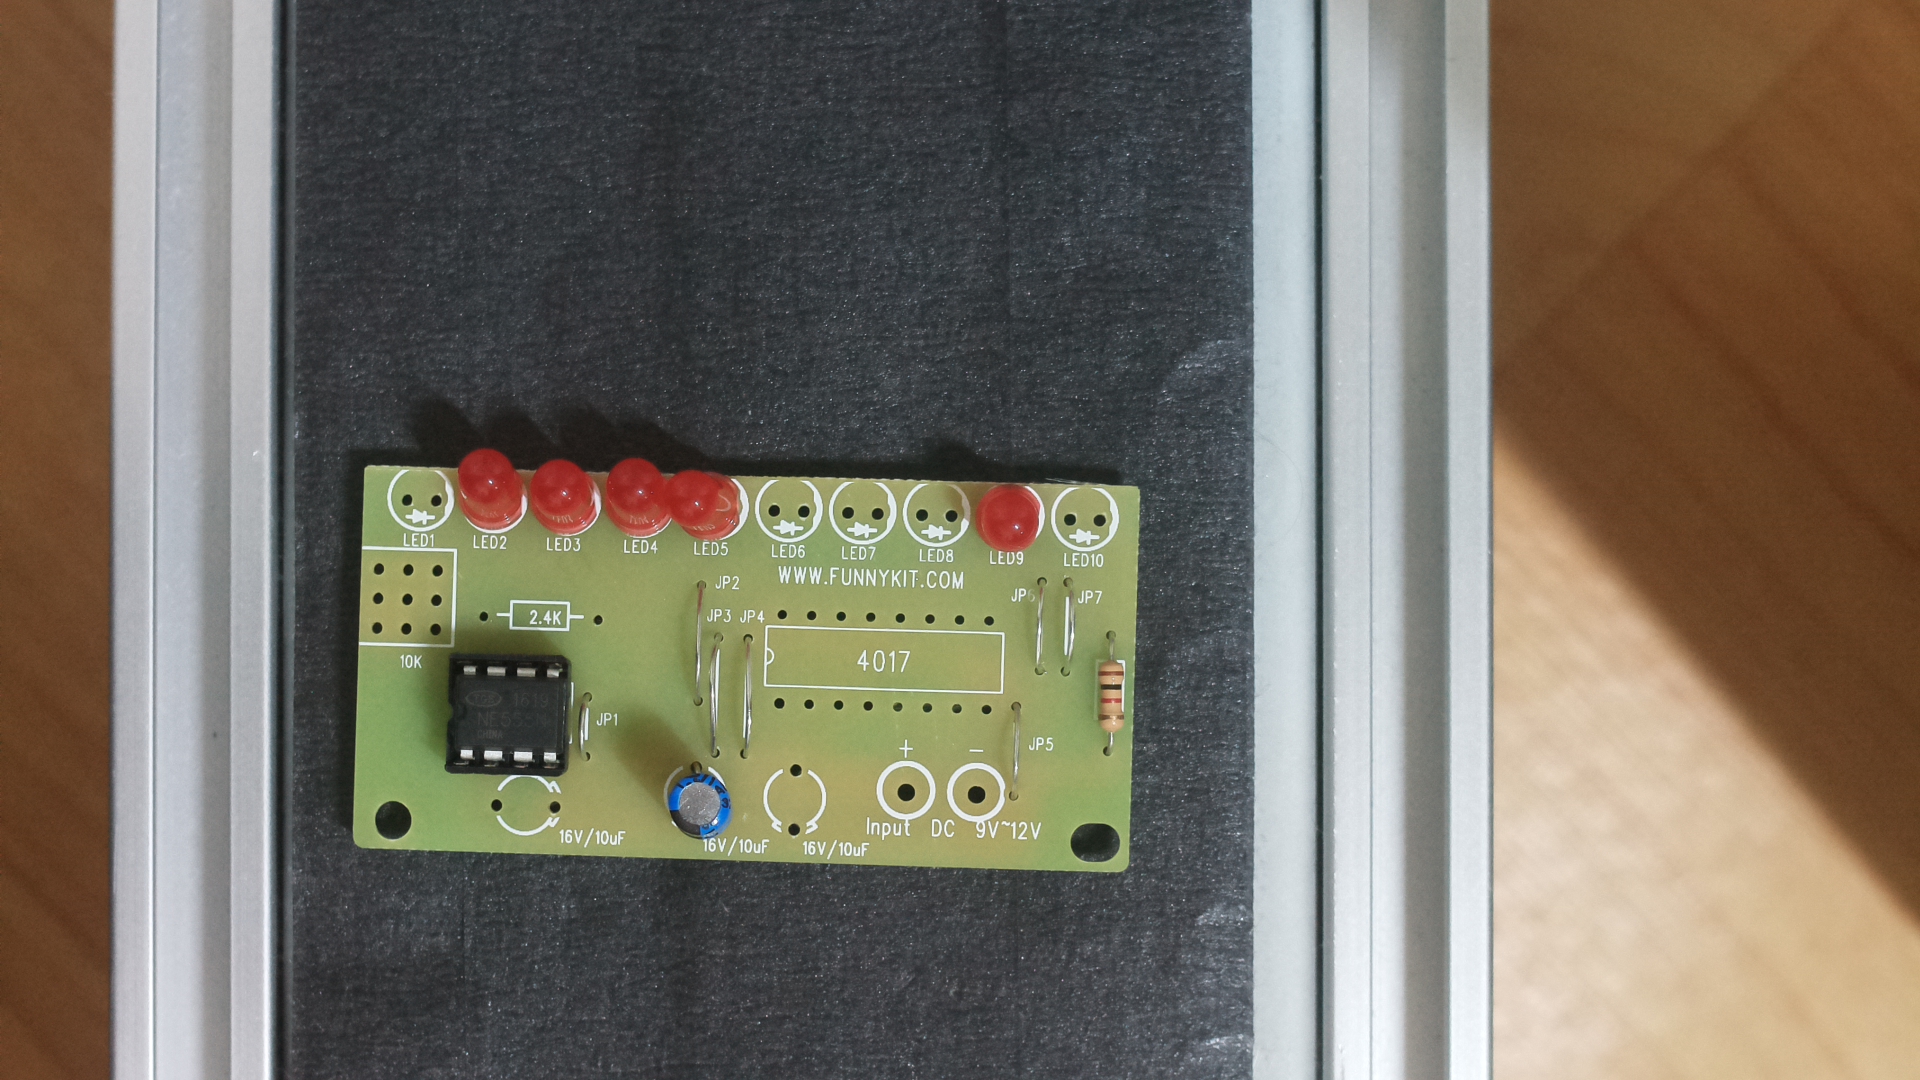 LED1
LED2
LED3
LED4
LED5
LED6
LED7
LED8
LED9
LED10
WWW.FUNNYKIT.COM
JP2
JP6
JP7
JP3
JP4
2.4K
10K
4017
JP1
JP5
+
−
Input DC 9V~12V
16V/10uF
16V/10uF
16V/10uF